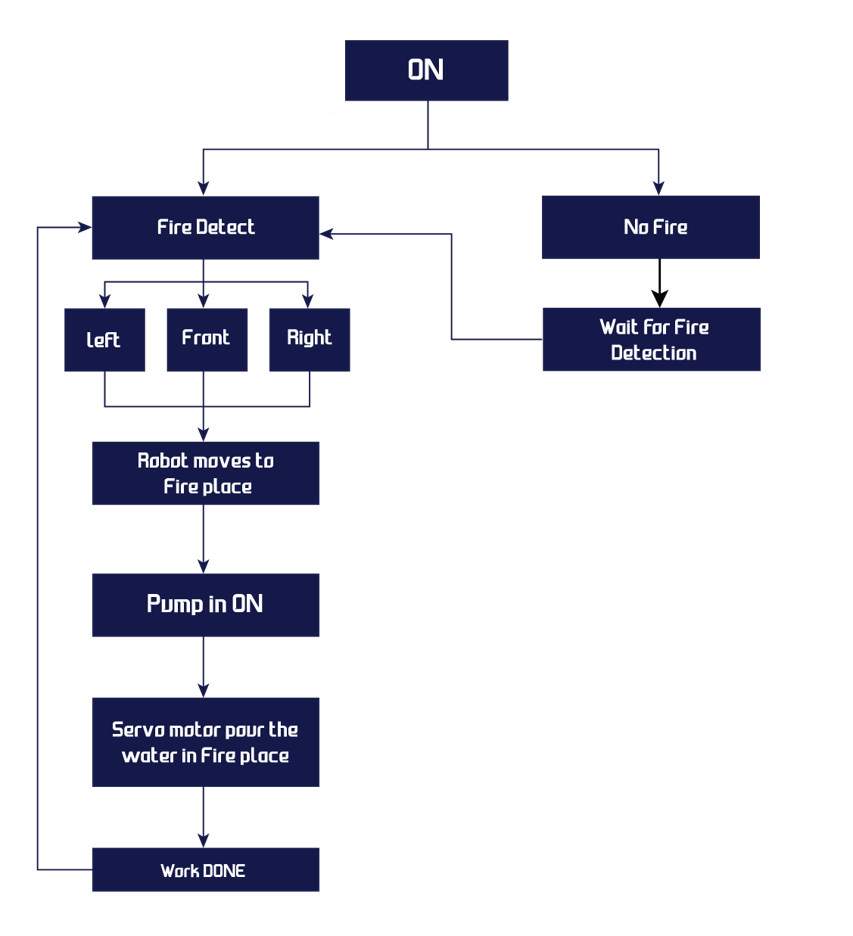 ON
Fire Detect
No Fire
left
Front
Right
Wait for Fire
Detection
Robot moves to
Fire place
Pump in ON
Servo motor pour the
water in Fire place
Work DONE